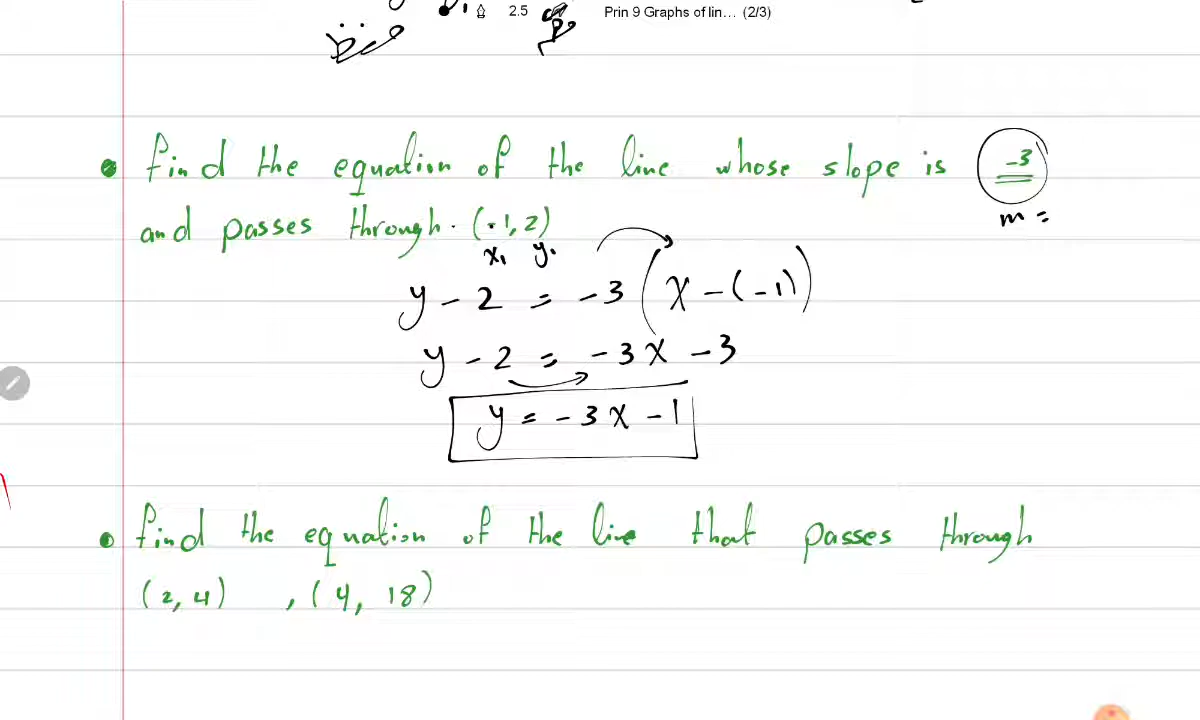 2.5 Prin 9 Graphs of lin... (2/3)
find the equation of the line whose slope is -3
m =
and passes through. (-1, 2)
x₁ y₁
y - 2 = -3 (x - (-1))
y - 2 = -3x - 3
y = -3x - 1
find the equation of the line that passes through
(2, 4) , (4, 18)